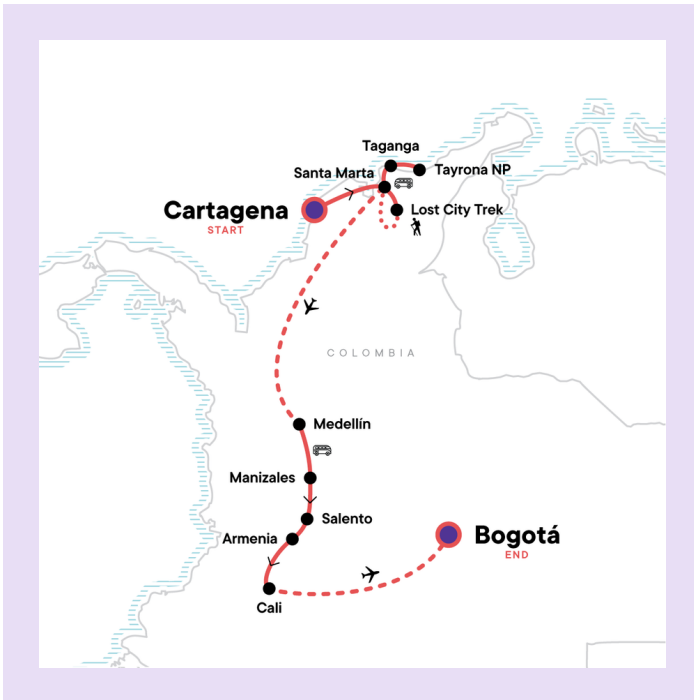 Taganga
Santa Marta
Tayrona NP
Cartagena
START
Lost City Trek
COLOMBIA
Medellín
Manizales
Salento
Armenia
Bogotá
END
Cali